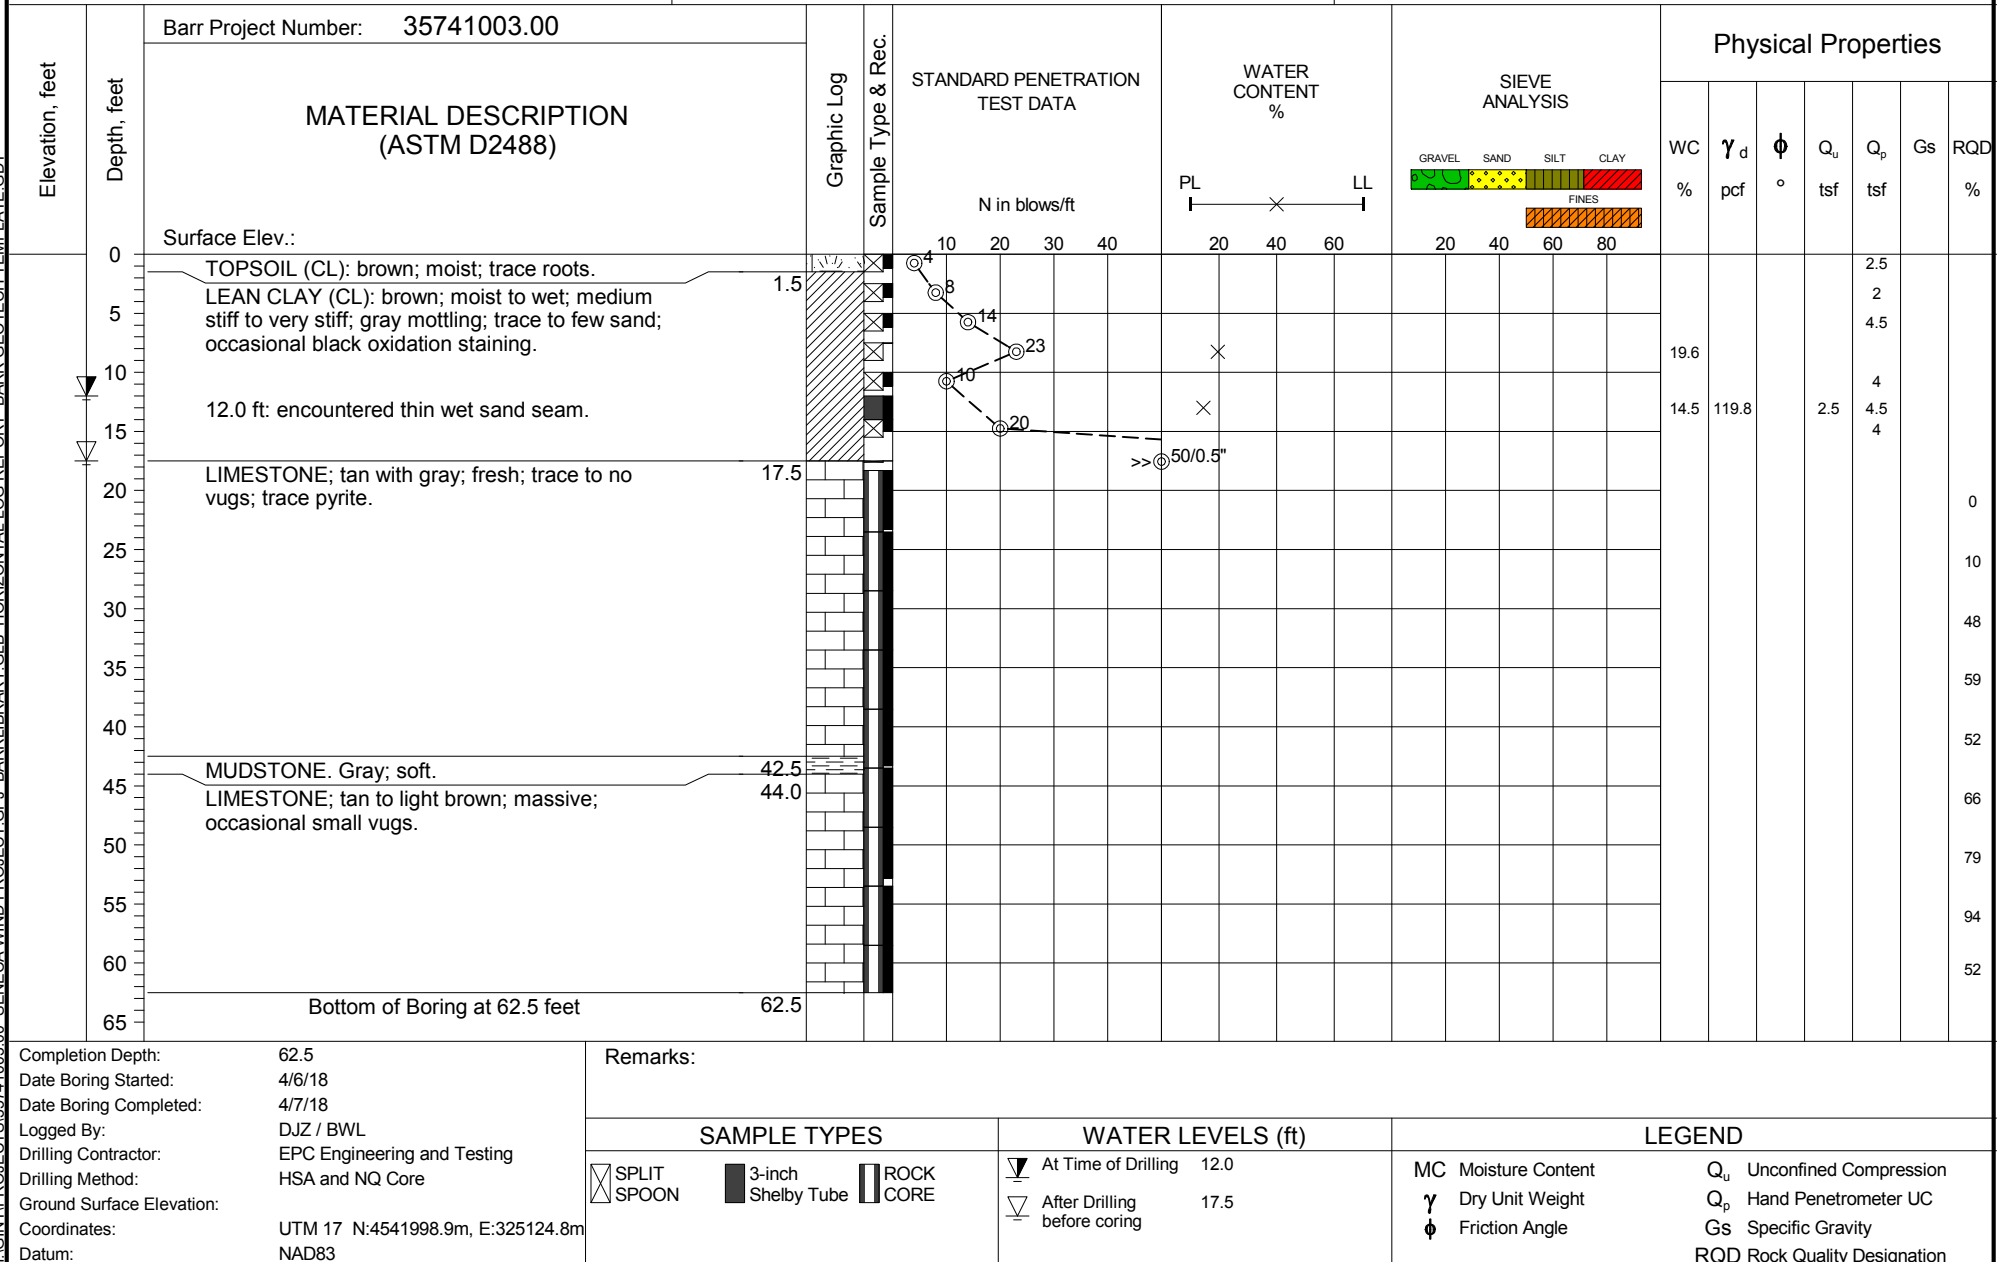 Barr Project Number: 35741003.00
Elevation, feet
Depth, feet
MATERIAL DESCRIPTION
(ASTM D2488)
Surface Elev.:
Graphic Log
Sample Type & Rec.
STANDARD PENETRATION
TEST DATA
N in blows/ft
10 20 30 40
WATER
CONTENT
%
PL LL
20 40 60
SIEVE
ANALYSIS
GRAVEL SAND SILT CLAY
FINES
20 40 60 80
Physical Properties
WC γd ϕ Qu Qp Gs RQD
% pcf ° tsf tsf %
0
TOPSOIL (CL): brown; moist; trace roots.
4
2.5
1.5
LEAN CLAY (CL): brown; moist to wet; medium
stiff to very stiff; gray mottling; trace to few sand;
occasional black oxidation staining.
8
2
5
14
4.5
23
19.6
10
10
4
12.0 ft: encountered thin wet sand seam.
14.5 119.8 2.5 4.5
20
4
15
>> 50/0.5"
17.5
LIMESTONE; tan with gray; fresh; trace to no
vugs; trace pyrite.
20
0
25
10
30
48
35
59
40
52
42.5
MUDSTONE. Gray; soft.
44.0
45
LIMESTONE; tan to light brown; massive;
occasional small vugs.
66
50
79
55
94
60
52
Bottom of Boring at 62.5 feet 62.5
65
Completion Depth: 62.5
Date Boring Started: 4/6/18
Date Boring Completed: 4/7/18
Logged By: DJZ / BWL
Drilling Contractor: EPC Engineering and Testing
Drilling Method: HSA and NQ Core
Ground Surface Elevation:
Coordinates: UTM 17 N:4541998.9m, E:325124.8m
Datum: NAD83
Remarks:
SAMPLE TYPES
SPLIT
SPOON
3-inch
Shelby Tube
ROCK
CORE
WATER LEVELS (ft)
At Time of Drilling 12.0
After Drilling
before coring
17.5
LEGEND
MC Moisture Content
γ Dry Unit Weight
ϕ Friction Angle
Qu Unconfined Compression
Qp Hand Penetrometer UC
Gs Specific Gravity
RQD Rock Quality Designation